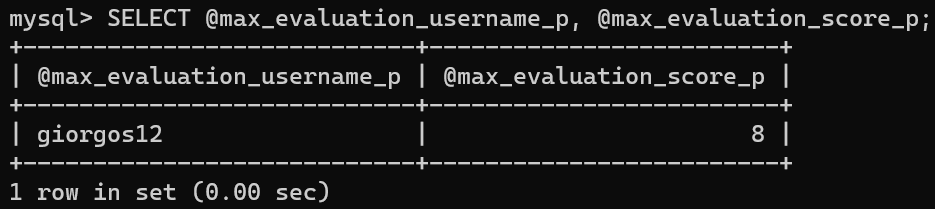 mysql> SELECT @max_evaluation_username_p, @max_evaluation_score_p;
+----------------------------+-------------------------+
| @max_evaluation_username_p | @max_evaluation_score_p |
+----------------------------+-------------------------+
| giorgos12                  |                       8 |
+----------------------------+-------------------------+
1 row in set (0.00 sec)